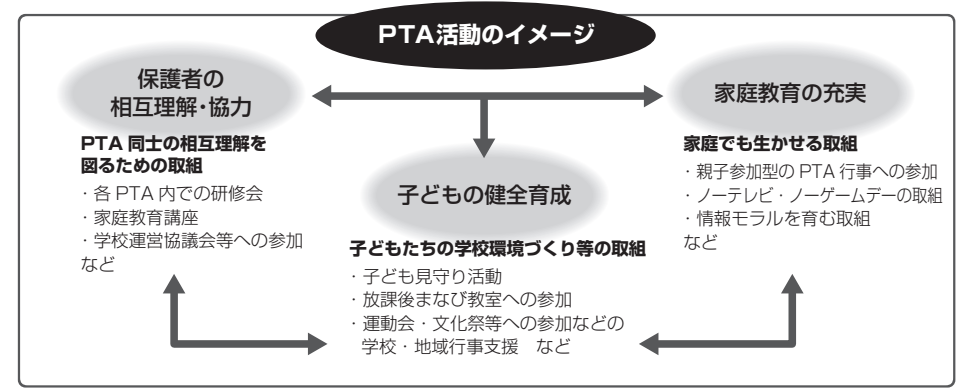 PTA活動のイメージ
保護者の
相互理解・協力
PTA 同士の相互理解を
図るための取組
・各 PTA 内での研修会
・家庭教育講座
・学校運営協議会等への参加
など
子どもの健全育成
子どもたちの学校環境づくり等の取組
・子ども見守り活動
・放課後まなび教室への参加
・運動会・文化祭等への参加などの
学校・地域行事支援 など
家庭教育の充実
家庭でも生かせる取組
・親子参加型の PTA 行事への参加
・ノーテレビ・ノーゲームデーの取組
・情報モラルを育む取組
など